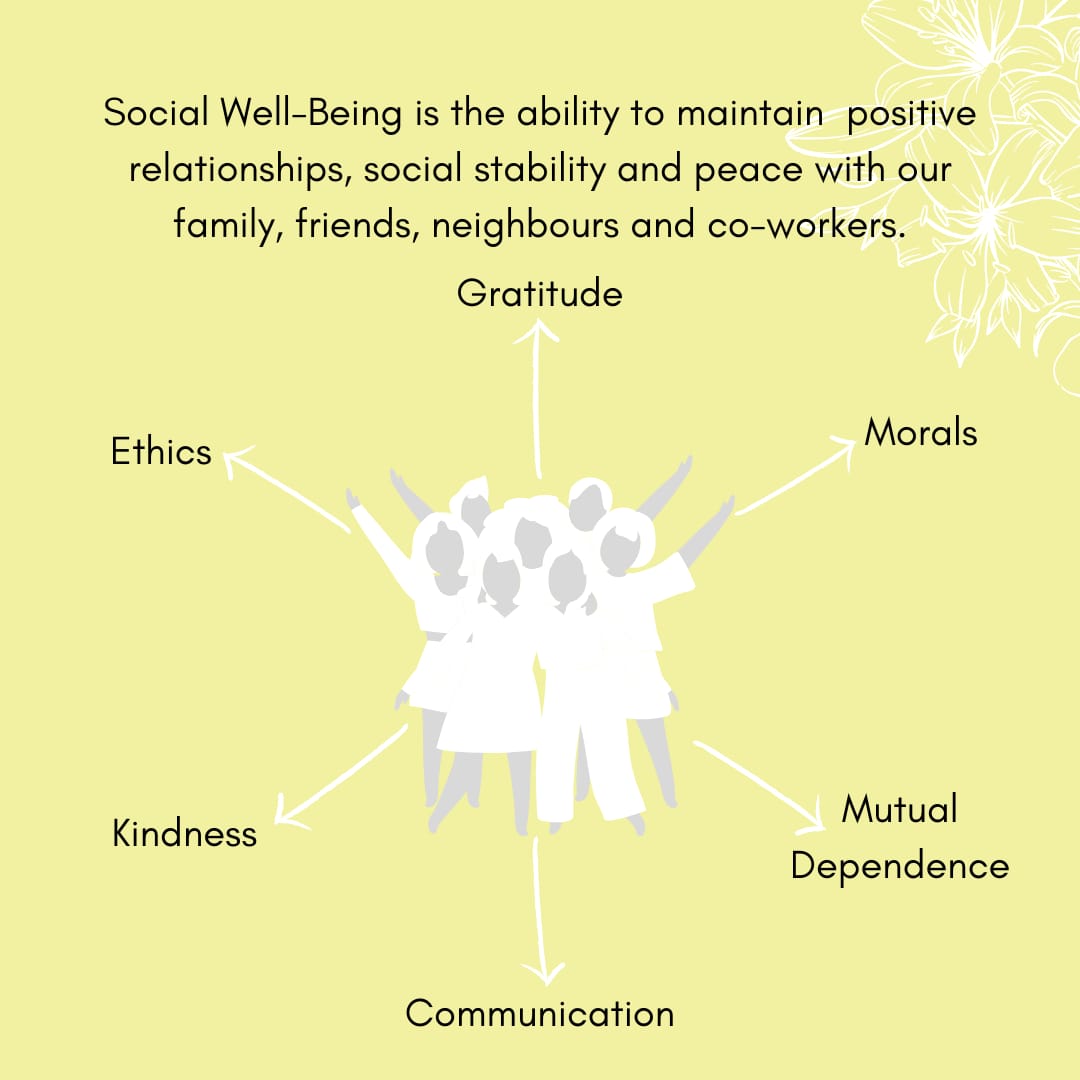 Social Well-Being is the ability to maintain  positive
relationships, social stability and peace with our
family, friends, neighbours and co-workers.
Gratitude
Morals
Ethics
Mutual
Dependence
Kindness
Communication